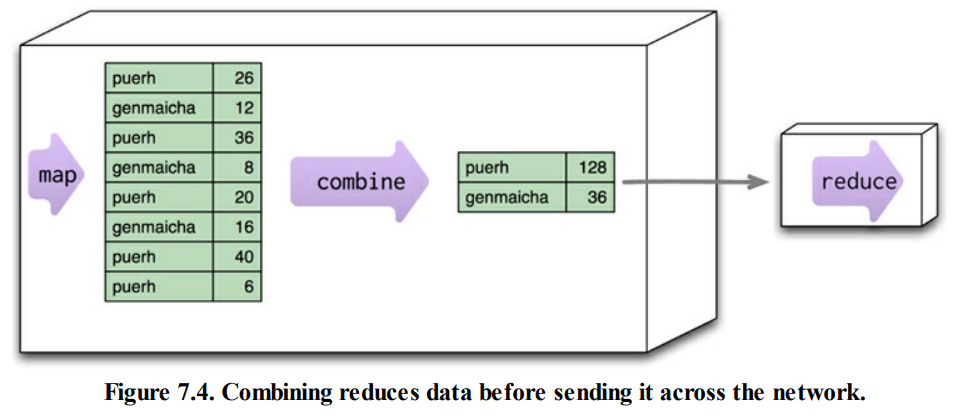 map
puerh 26
genmaicha 12
puerh 36
genmaicha 8
puerh 20
genmaicha 16
puerh 40
puerh 6
combine
puerh 128
genmaicha 36
reduce
Figure 7.4. Combining reduces data before sending it across the network.